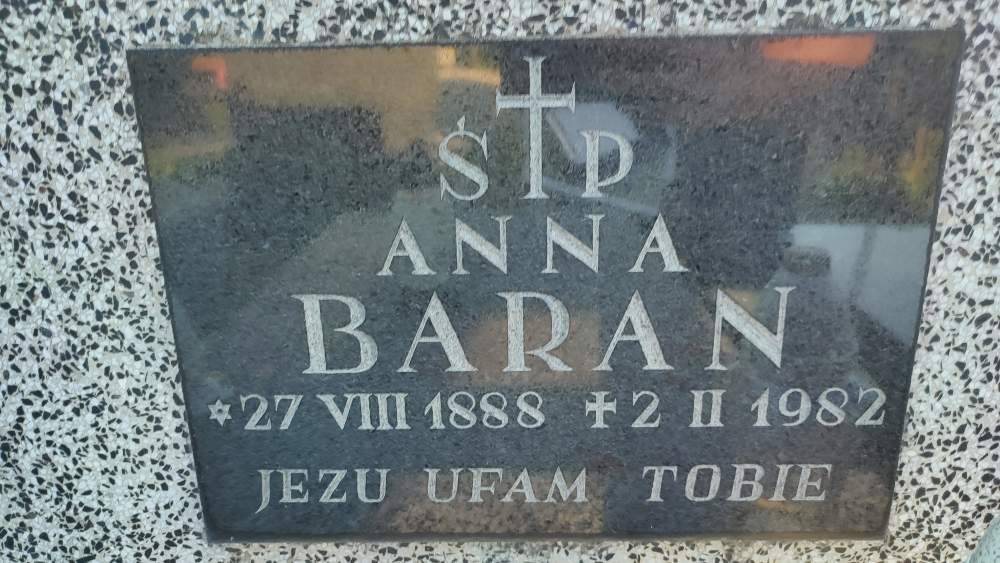 Ś † P
ANNA
BARAN
✡27 VIII 1888 ✝2 II 1982
JEZU UFAM TOBIE